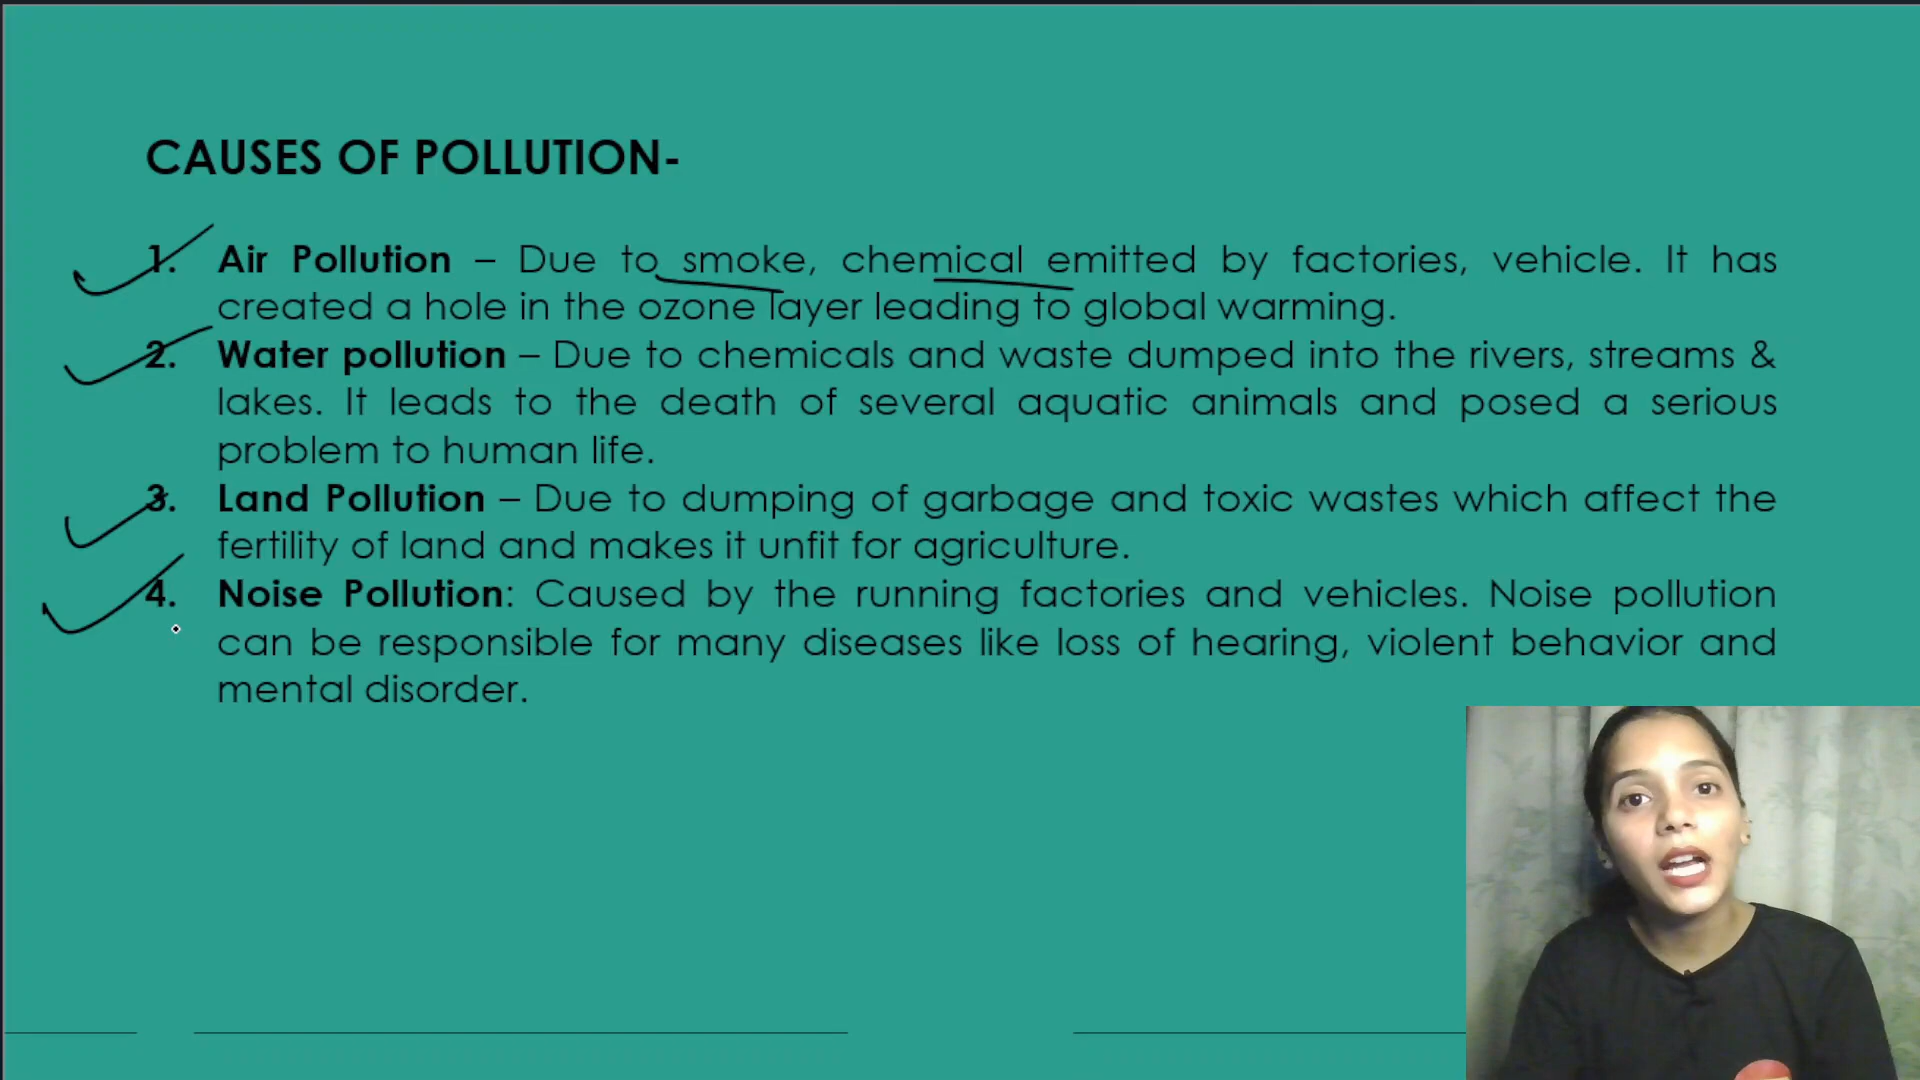 CAUSES OF POLLUTION-
1. Air Pollution – Due to smoke, chemical emitted by factories, vehicle. It has
created a hole in the ozone layer leading to global warming.
2. Water pollution – Due to chemicals and waste dumped into the rivers, streams &
lakes. It leads to the death of several aquatic animals and posed a serious
problem to human life.
3. Land Pollution – Due to dumping of garbage and toxic wastes which affect the
fertility of land and makes it unfit for agriculture.
4. Noise Pollution: Caused by the running factories and vehicles. Noise pollution
can be responsible for many diseases like loss of hearing, violent behavior and
mental disorder.